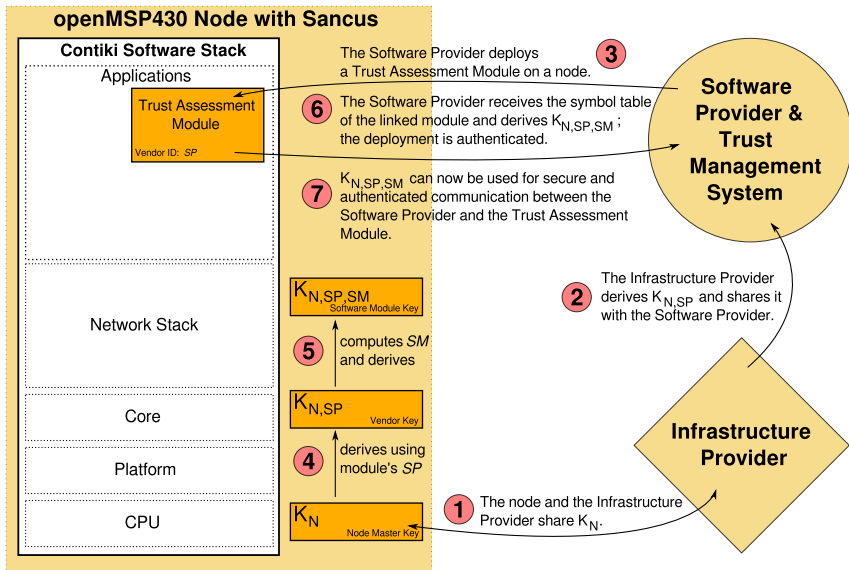 openMSP430 Node with Sancus
Contiki Software Stack
Applications
Trust Assessment
Module
Vendor ID: SP
Network Stack
Core
Platform
CPU
KN,SP,SM
Software Module Key
5
computes SM
and derives
KN,SP
Vendor Key
4
derives using
module's SP
KN
Node Master Key
The Software Provider deploys
a Trust Assessment Module on a node.
3
6
The Software Provider receives the symbol table
of the linked module and derives KN,SP,SM ;
the deployment is authenticated.
7
KN,SP,SM can now be used for secure and
authenticated communication between the
Software Provider and the Trust Assessment
Module.
Software
Provider &
Trust
Management
System
2
The Infrastructure Provider
derives KN,SP and shares it
with the Software Provider.
Infrastructure
Provider
1
The node and the Infrastructure
Provider share KN.